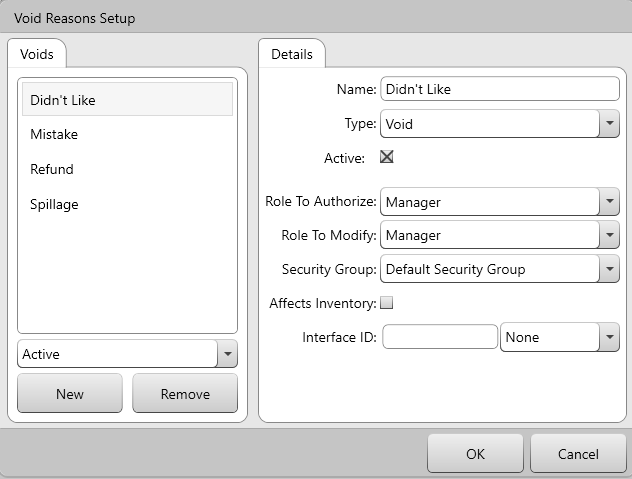 Void Reasons Setup
Voids
Didn't Like
Mistake
Refund
Spillage
Active
New
Remove
Details
Name: Didn't Like
Type: Void
Active:
Role To Authorize: Manager
Role To Modify: Manager
Security Group: Default Security Group
Affects Inventory:
Interface ID: None
OK
Cancel